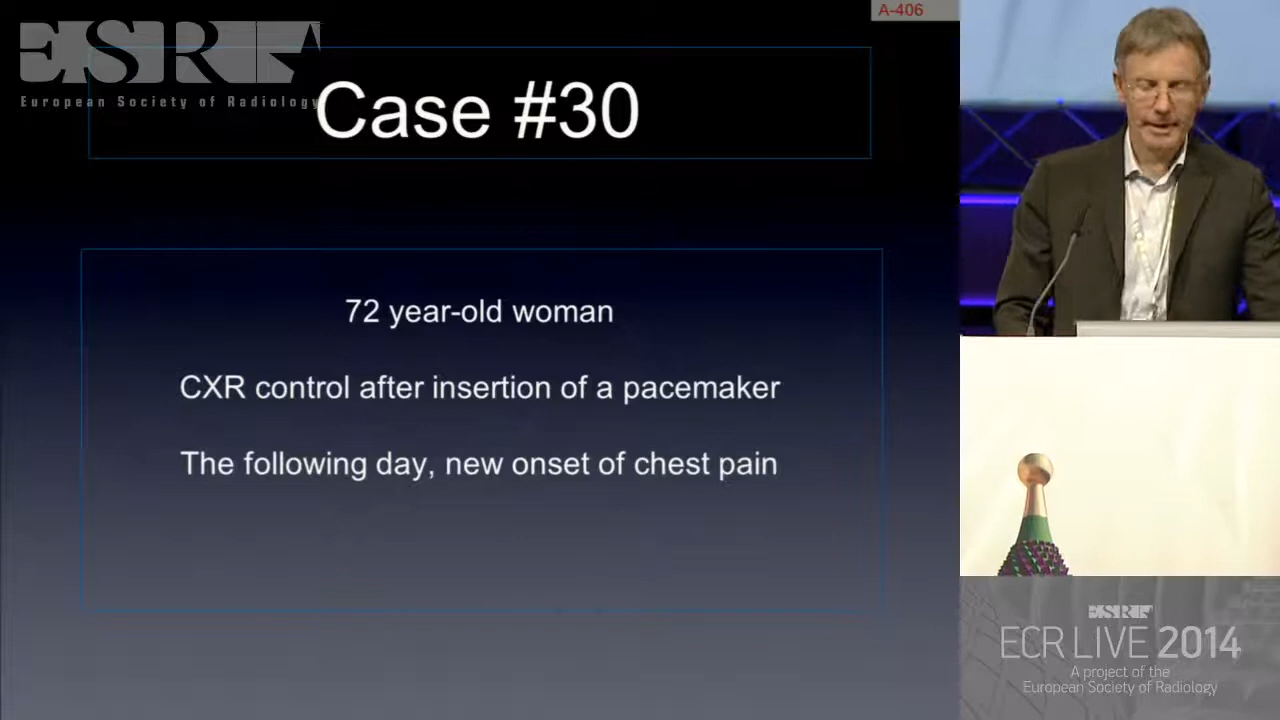 A-406
ESR
European Society of Radiology
Case #30
72 year-old woman
CXR control after insertion of a pacemaker
The following day, new onset of chest pain
ESR
ECR LIVE 2014
A project of the
European Society of Radiology